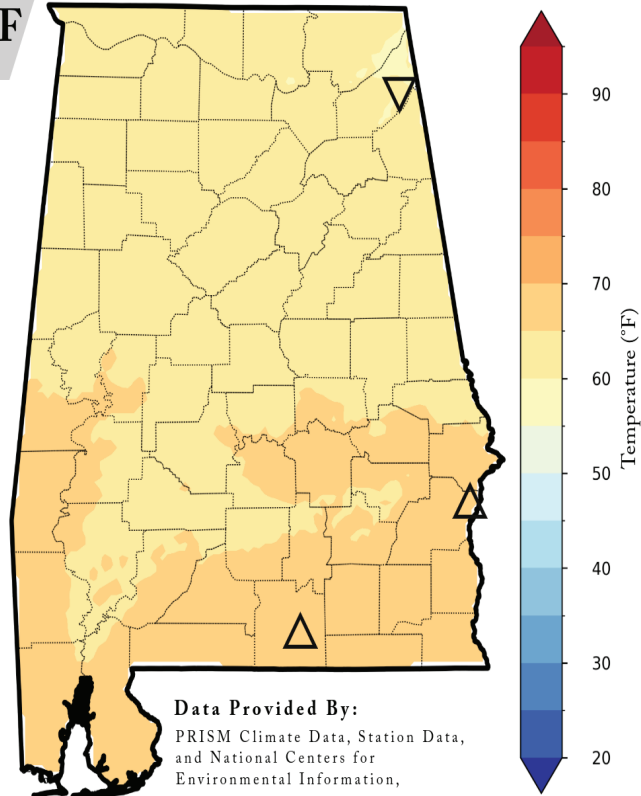 F
90
80
70
60
50
40
30
20
Temperature (°F)
Data Provided By:
PRISM Climate Data, Station Data,
and National Centers for
Environmental Information,